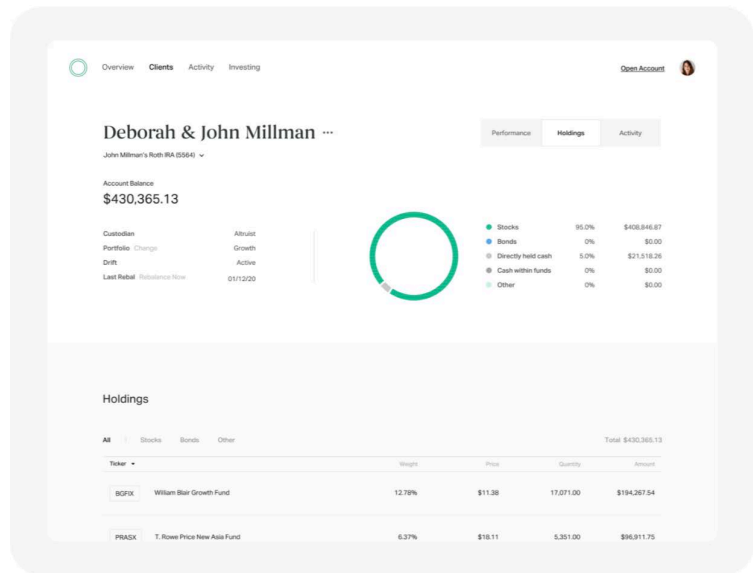 Overview Clients Activity Investing Open Account
Deborah & John Millman ···
Performance Holdings Activity
John Millman's Roth IRA (5564)
Account Balance
$430,365.13
Custodian Altruist
Portfolio Change Growth
Drift Active
Last Rebal Rebalance Now 01/12/20
Stocks 95.0% $408,846.87
Bonds 0% $0.00
Directly held cash 5.0% $21,518.26
Cash within funds 0% $0.00
Other 0% $0.00
Holdings
All Stocks Bonds Other Total $430,365.13
Ticker Weight Price Quantity Amount
BGFIX William Blair Growth Fund 12.78% $11.38 17,071.00 $194,267.54
PRASX T. Rowe Price New Asia Fund 6.37% $18.11 5,351.00 $96,911.75